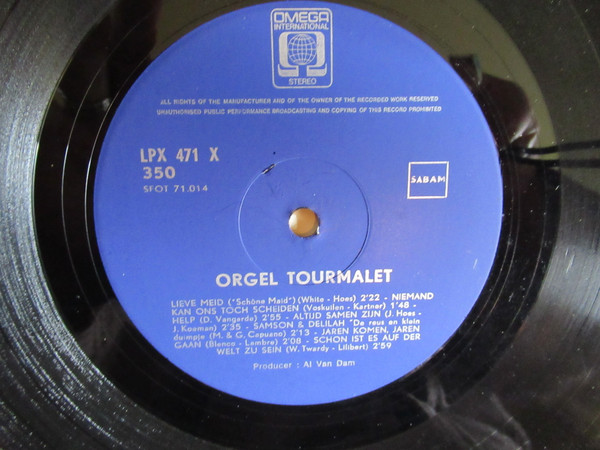 OMEGA
INTERNATIONAL
STEREO
ALL RIGHTS OF THE MANUFACTURER AND OF THE OWNER OF THE RECORDED WORK RESERVED
UNAUTHORISED PUBLIC PERFORMANCE BROADCASTING AND COPYING OF THIS RECORD PROHIBITED
LPX 471 X
350
SFOT 71.014
SABAM
ORGEL TOURMALET
LIEVE MEID ("Schöne Maid") (White - Hoes) 2'22 - NIEMAND
KAN ONS TOCH SCHEIDEN (Voskuilen - Kartner) 1'48 -
HELP (D. Vangarde) 2'55 - ALTIJD SAMEN ZIJN (J. Hoes -
J. Kooman) 2'35 - SAMSON & DELILAH "De reus en klein
duimpje (M. & G. Capuano) 2'13 - JAREN KOMEN, JAREN
GAAN (Blenco - Lambre) 2'08 - SCHON IST ES AUF DER
WELT ZU SEIN (W. Twardy - Lilibert) 2'59
Producer : Al Van Dam